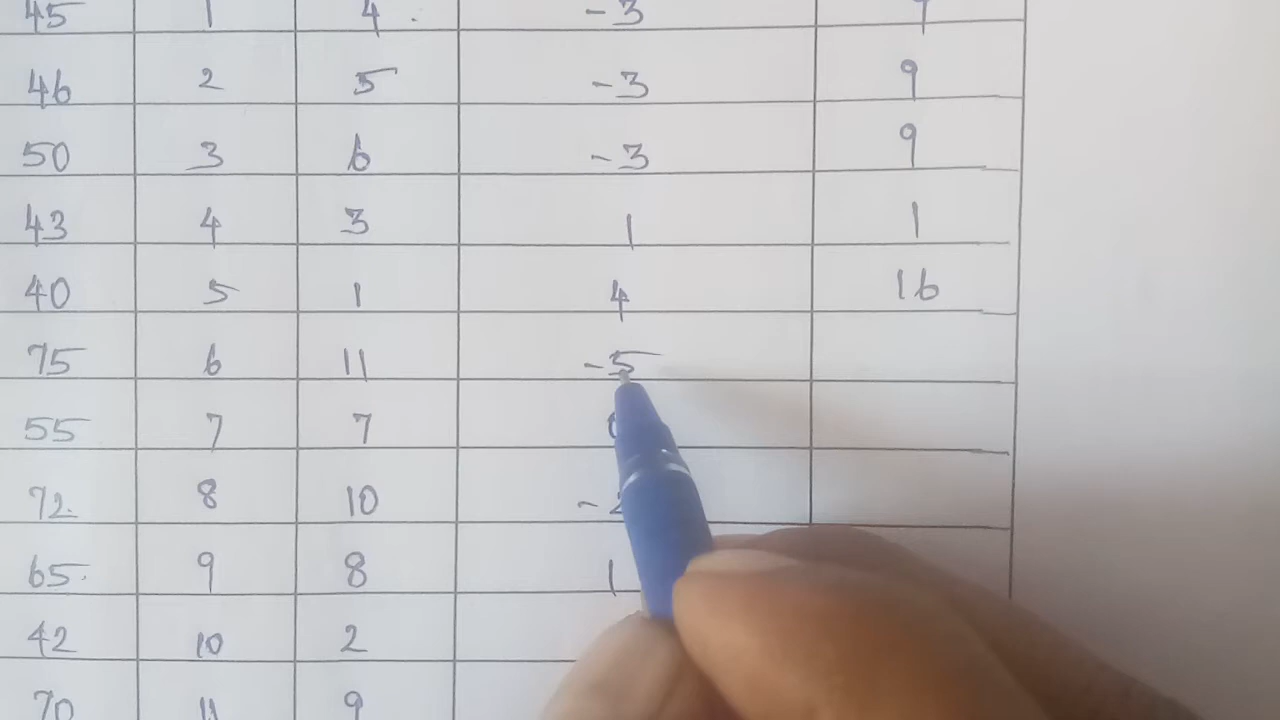 45 1 4 -3
46 2 5 -3 9
50 3 6 -3 9
43 4 3 1 1
40 5 1 4 16
75 6 11 -5
55 7 7
72 8 10 -2
65 9 8 1
42 10 2
70 11 9